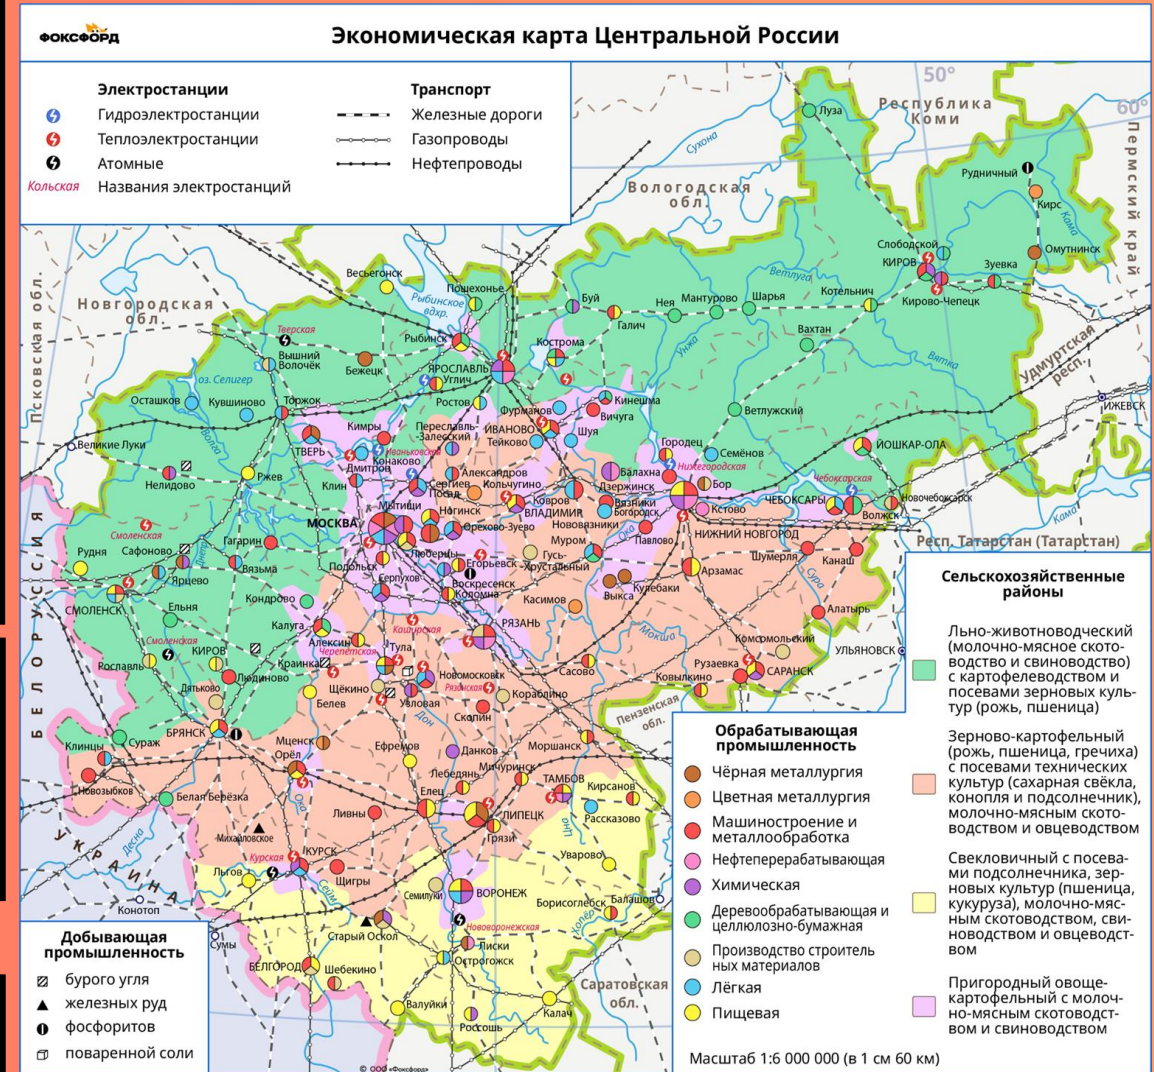 ФОКСФОРД
Экономическая карта Центральной России
Электростанции
Гидроэлектростанции
Теплоэлектростанции
Атомные
Кольская Названия электростанций
Транспорт
Железные дороги
Газопроводы
Нефтепроводы
50°
60°
Республика
Коми
Пермский край
Вологодская
обл.
Новгородская
обл.
Псковская обл.
Удмуртская
респ.
Респ. Татарстан (Татарстан)
Пензенская
обл.
Саратовская
обл.
БЕЛОРУССИЯ
УКРАИНА
Луза
Сухона
Рудничный
Кирс
Кама
Омутнинск
Слободской
КИРОВ
Зуевка
Кирово-Чепецк
Котельнич
Ветлуга
Вятка
Весьегонск
Пошехонье
Рыбинское
вдхр.
Рыбинск
Буй
Галич
Нея
Мантурово
Шарья
Вахтан
Унжа
Ветлужский
Кострома
ЯРОСЛАВЛЬ
Углич
Ростов
Тверская
Вышний
Волочёк
Бежецк
оз. Селигер
Осташков
Кувшиново
Торжок
Волга
Великие Луки
Нелидово
Ржев
ТВЕРЬ
Кимры
Переславль-
Залесский
Фурманов
ИВАНОВО
Тейково
Шуя
Кинешма
Вичуга
Дмитров
Конаково
Иваньковская
Клин
Сергиев
Посад
Александров
Кольчугино
Балахна
Городец
Семёнов
Нижегородская
Бор
Дзержинск
Ковров
ВЛАДИМИР
Вязники
Богородск
Нововязники
Кстово
НИЖНИЙ НОВГОРОД
Павлово
Ока
ЙОШКАР-ОЛА
Чебоксарская
ЧЕБОКСАРЫ
Новочебоксарск
Волжск
Кама
ИЖЕВСК
МОСКВА
Мытищи
Ногинск
Орехово-Зуево
Люберцы
Егорьевск
Подольск
Воскресенск
Коломна
Серпухов
Муром
Гусь-
Хрустальный
Выкса
Кулебаки
Касимов
Арзамас
Шумерля
Канаш
Сура
Алатырь
Смоленская
Рудня
Сафоново
Гагарин
Днепр
Ярцево
Вязьма
СМОЛЕНСК
Ельня
Кондрово
Калуга
Смоленская
Рославль
КИРОВ
Людиново
Дятьково
Алексин
Черепетская
Краинка
Тула
Каширская
РЯЗАНЬ
Щёкино
Белев
Узловая
Новомосковск
Рязанская
Скопин
Кораблино
Сасово
Мокша
Комсомольский
Рузаевка
САРАНСК
Ковылкино
УЛЬЯНОВСК
БРЯНСК
Сураж
Клинцы
Новозыбков
Белая Берёзка
Десна
Мценск
Орёл
Ока
Ефремов
Дон
Данков
Лебедянь
Мичуринск
Моршанск
ТАМБОВ
Кирсанов
Рассказово
Цна
Елец
ЛИПЕЦК
Грязи
Ливны
Михайловское
Курская
КУРСК
Льгов
Щигры
Сейм
Уварово
Борисоглебск
Балашов
Хопёр
Семилуки
ВОРОНЕЖ
Нововоронежская
Лиски
Острогожск
Старый Оскол
БЕЛГОРОД
Шебекино
Валуйки
Россошь
Калач
Конотоп
Сумы
Добывающая
промышленность
бурого угля
железных руд
фосфоритов
поваренной соли
© ООО «Фоксфорд»
Обрабатывающая
промышленность
Чёрная металлургия
Цветная металлургия
Машиностроение и
металлообработка
Нефтеперерабатывающая
Химическая
Деревообрабатывающая и
целлюлозно-бумажная
Производство строитель
ных материалов
Лёгкая
Пищевая
Масштаб 1:6 000 000 (в 1 см 60 км)
Сельскохозяйственные
районы
Льно-животноводческий
(молочно-мясное ското-
водство и свиноводство)
с картофелеводством и
посевами зерновых куль-
тур (рожь, пшеница)
Зерново-картофельный
(рожь, пшеница, гречиха)
с посевами технических
культур (сахарная свёкла,
конопля и подсолнечник),
молочно-мясным ското-
водством и овцеводством
Свекловичный с посева-
ми подсолнечника, зер-
новых культур (пшеница,
кукуруза), молочно-мяс-
ным скотоводством, сви-
новодством и овцеводст-
вом
Пригородный овоще-
картофельный с молоч-
но-мясным скотоводст-
вом и свиноводством